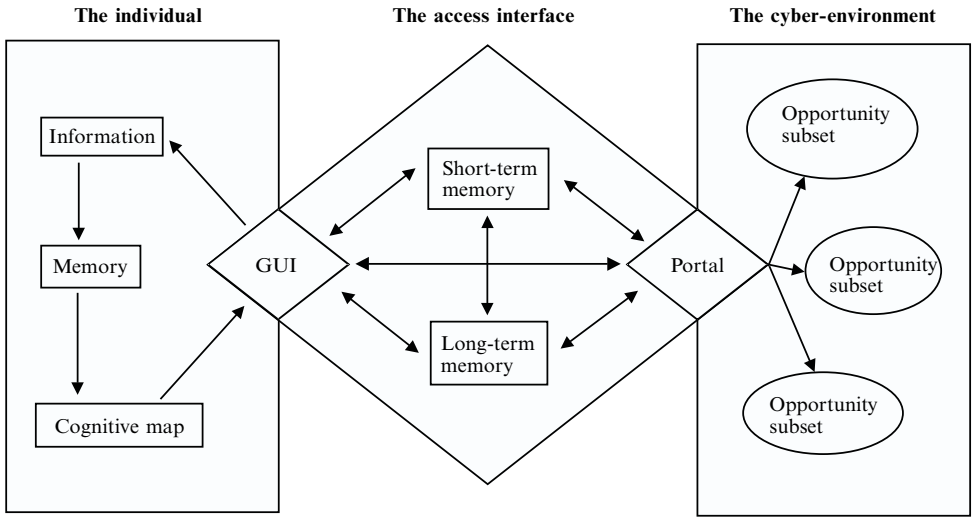 The individual
The access interface
The cyber-environment
Information
Memory
Cognitive map
GUI
Short-term
memory
Long-term
memory
Portal
Opportunity
subset
Opportunity
subset
Opportunity
subset